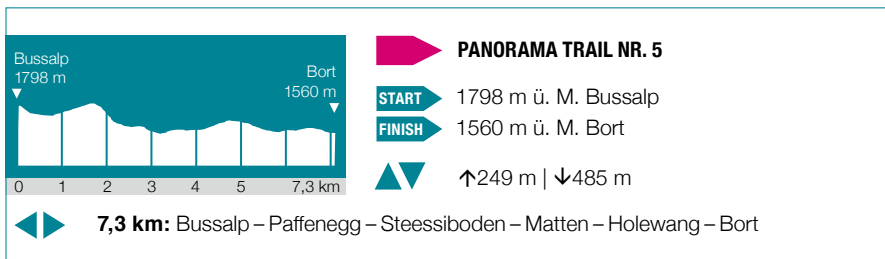 Bussalp
1798 m
Bort
1560 m
0 1 2 3 4 5 7,3 km
PANORAMA TRAIL NR. 5
START 1798 m ü. M. Bussalp
FINISH 1560 m ü. M. Bort
↑249 m | ↓485 m
7,3 km: Bussalp – Paffenegg – Steessiboden – Matten – Holewang – Bort